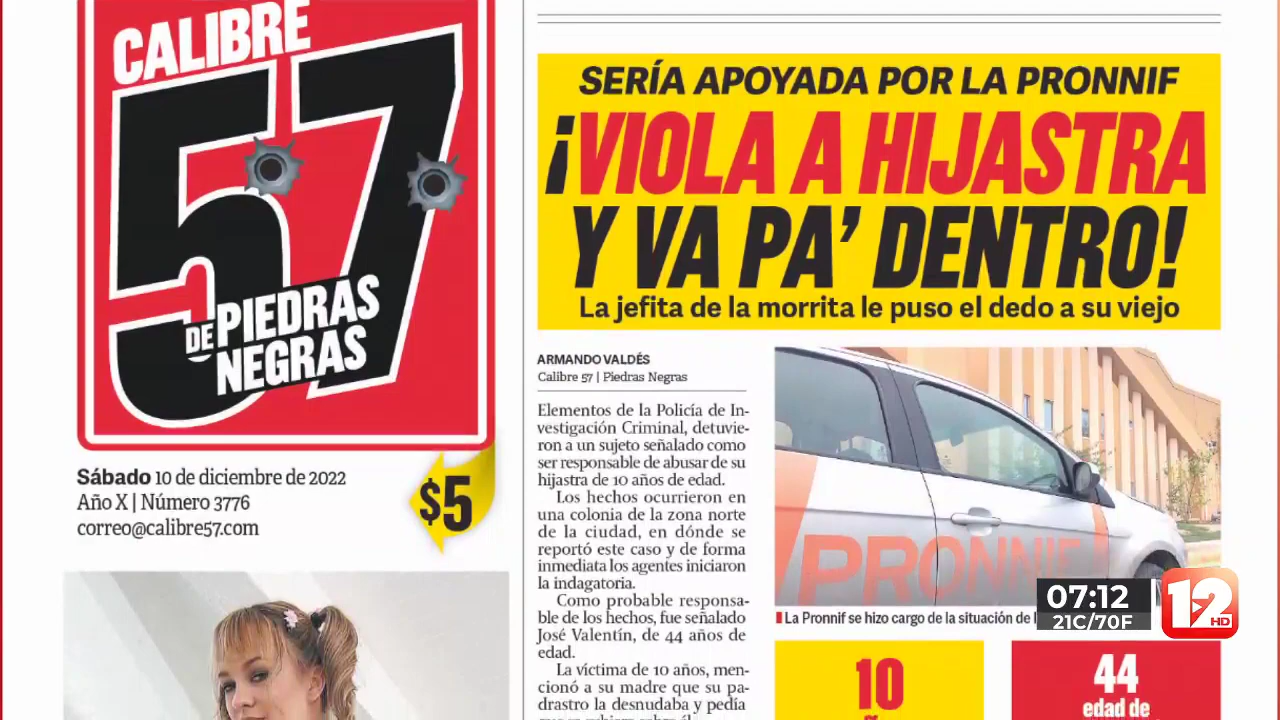 CALIBRE
57
DE PIEDRAS
NEGRAS
Sábado 10 de diciembre de 2022
Año X | Número 3776
correo@calibre57.com
$5
SERÍA APOYADA POR LA PRONNIF
¡VIOLA A HIJASTRA
Y VA PA’ DENTRO!
La jefita de la morrita le puso el dedo a su viejo
ARMANDO VALDÉS
Calibre 57 | Piedras Negras
Elementos de la Policía de In-
vestigación Criminal, detuvie-
ron a un sujeto señalado como
ser responsable de abusar de su
hijastra de 10 años de edad.
Los hechos ocurrieron en
una colonia de la zona norte
de la ciudad, en dónde se
reportó este caso y de forma
inmediata los agentes iniciaron
la indagatoria.
Como probable responsa-
ble de los hechos, fue señalado
José Valentín, de 44 años de
edad.
La víctima de 10 años, men-
cionó a su madre que su pa-
drastro la desnudaba y pedía
PRONNIF
La Pronnif se hizo cargo de la situación de
10
44
edad de
07:12
21C/70F
12
HD